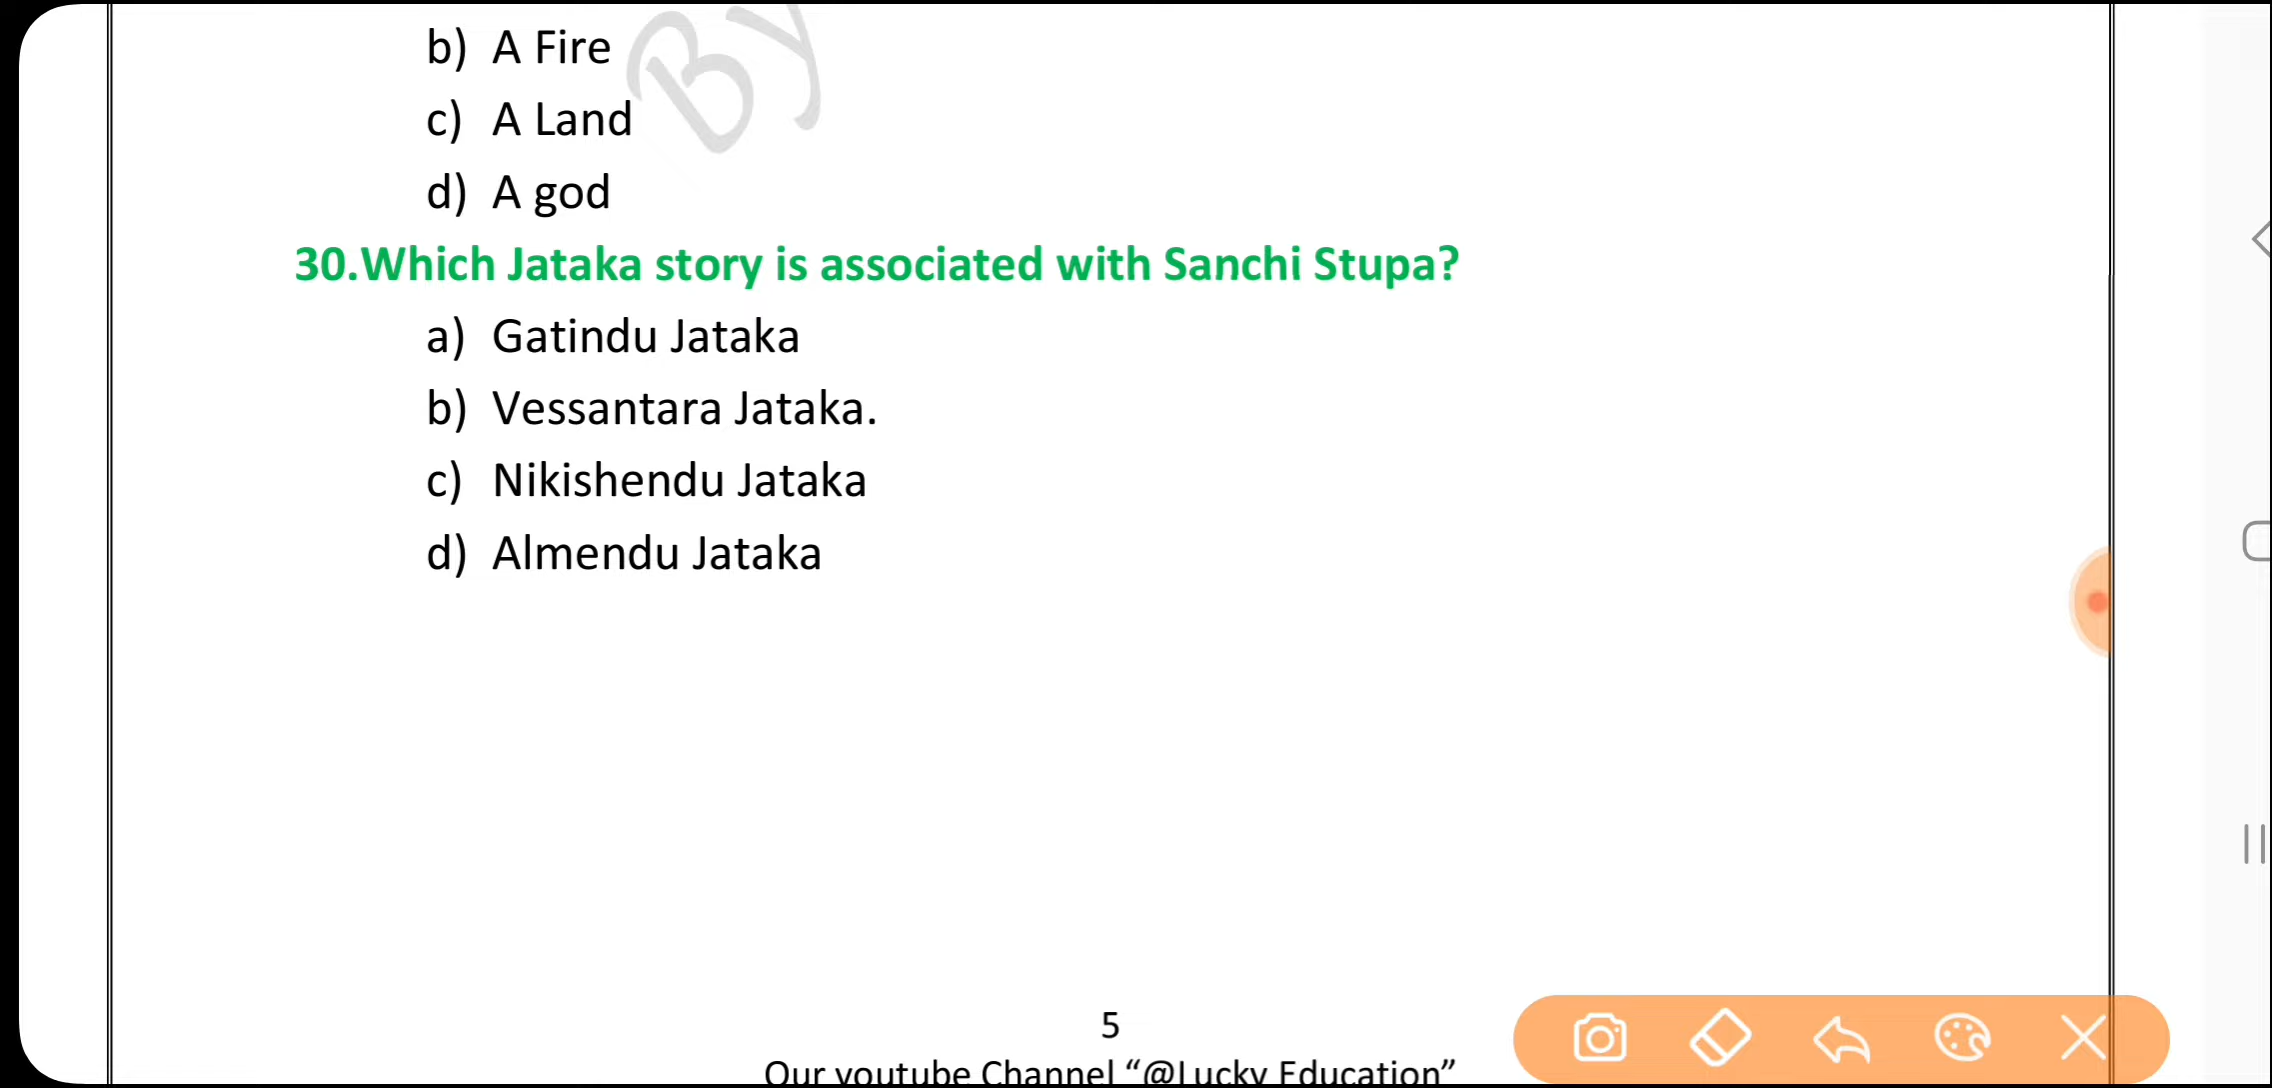 b) A Fire
c) A Land
d) A god
By
30.Which Jataka story is associated with Sanchi Stupa?
a) Gatindu Jataka
b) Vessantara Jataka.
c) Nikishendu Jataka
d) Almendu Jataka
5
Our youtube Channel “@Lucky Education”